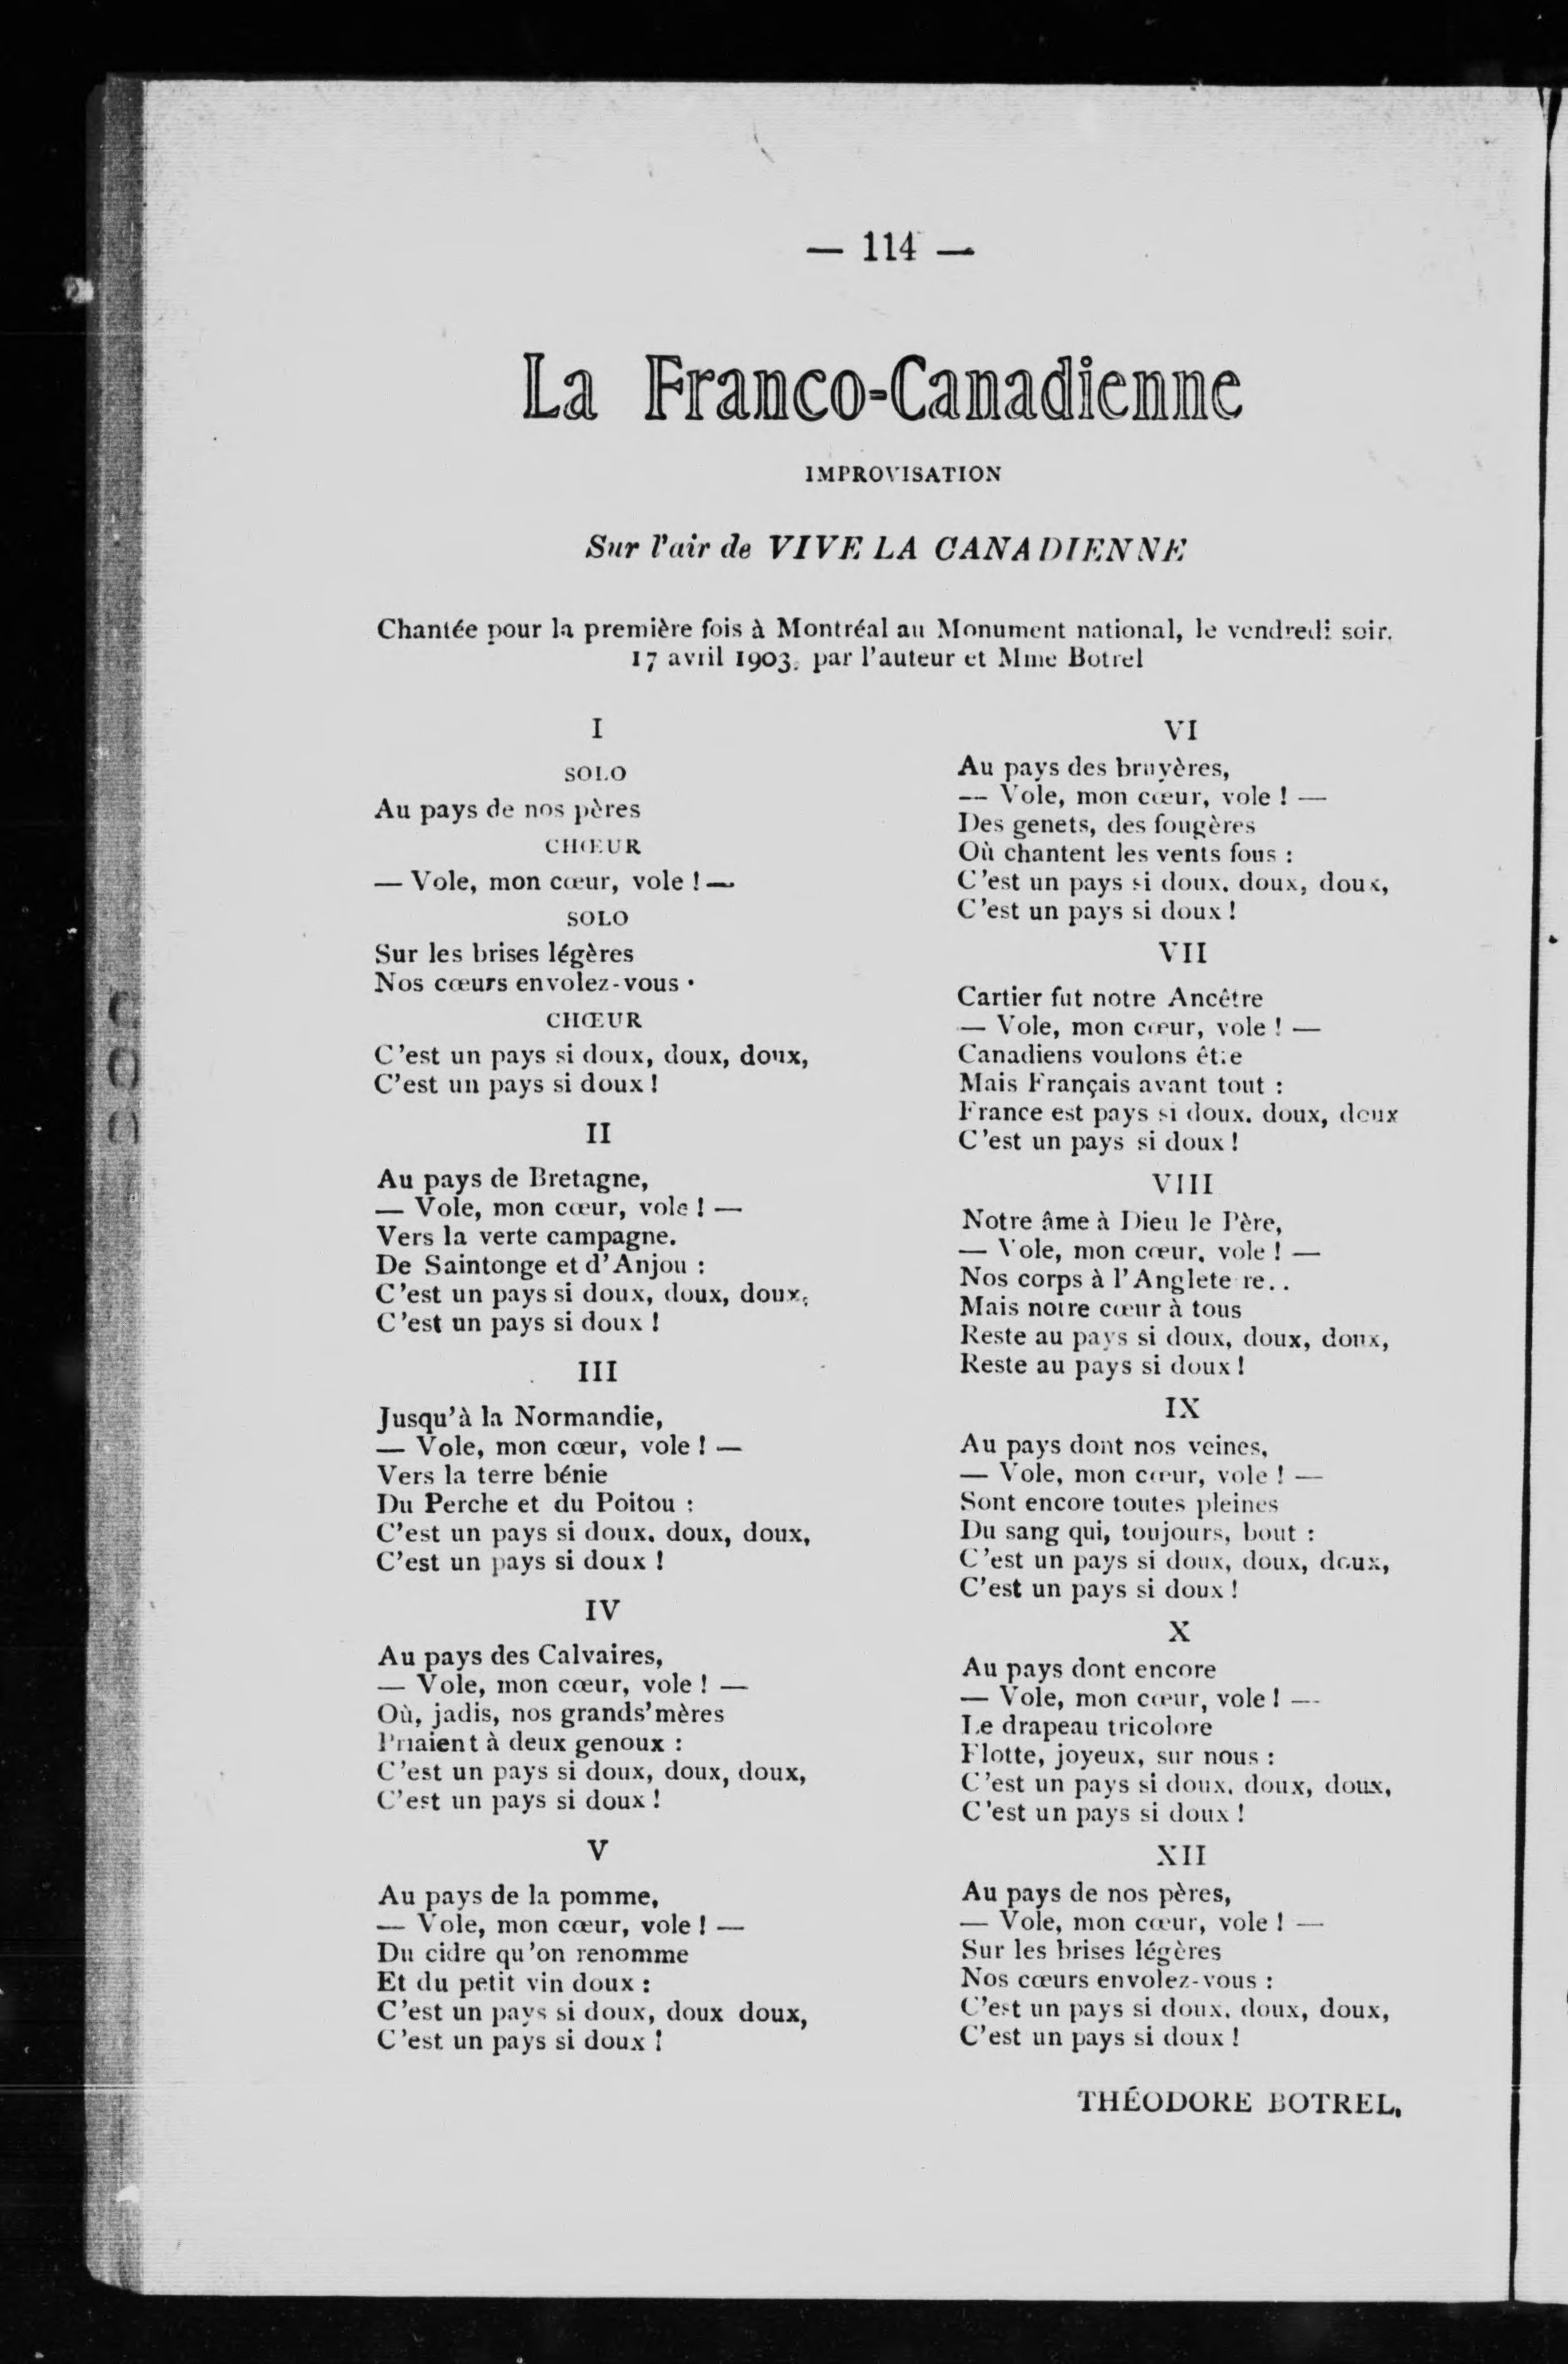 — 114 —
La Franco-Canadienne
IMPROVISATION
Sur l'air de VIVE LA CANADIENNE
Chantée pour la première fois à Montréal au Monument national, le vendredi soir,
17 avril 1903, par l'auteur et Mme Botrel
I
SOLO
Au pays de nos pères
CHŒUR
— Vole, mon cœur, vole ! —
SOLO
Sur les brises légères
Nos cœurs envolez-vous :
CHŒUR
C'est un pays si doux, doux, doux,
C'est un pays si doux !
II
Au pays de Bretagne,
— Vole, mon cœur, vole ! —
Vers la verte campagne.
De Saintonge et d'Anjou :
C'est un pays si doux, doux, doux,
C'est un pays si doux !
III
Jusqu'à la Normandie,
— Vole, mon cœur, vole ! —
Vers la terre bénie
Du Perche et du Poitou :
C'est un pays si doux, doux, doux,
C'est un pays si doux !
IV
Au pays des Calvaires,
— Vole, mon cœur, vole ! —
Où, jadis, nos grands'mères
Priaient à deux genoux :
C'est un pays si doux, doux, doux,
C'est un pays si doux !
V
Au pays de la pomme,
— Vole, mon cœur, vole ! —
Du cidre qu'on renomme
Et du petit vin doux :
C'est un pays si doux, doux doux,
C'est un pays si doux !
VI
Au pays des bruyères,
— Vole, mon cœur, vole ! —
Des genets, des fougères
Où chantent les vents fous :
C'est un pays si doux, doux, doux,
C'est un pays si doux !
VII
Cartier fut notre Ancêtre
— Vole, mon cœur, vole ! —
Canadiens voulons être
Mais Français avant tout :
France est pays si doux, doux, doux
C'est un pays si doux !
VIII
Notre âme à Dieu le Père,
— Vole, mon cœur, vole ! —
Nos corps à l'Angleterre..
Mais notre cœur à tous
Reste au pays si doux, doux, doux,
Reste au pays si doux !
IX
Au pays dont nos veines,
— Vole, mon cœur, vole ! —
Sont encore toutes pleines
Du sang qui, toujours, bout :
C'est un pays si doux, doux, doux,
C'est un pays si doux !
X
Au pays dont encore
— Vole, mon cœur, vole ! —
Le drapeau tricolore
Flotte, joyeux, sur nous :
C'est un pays si doux, doux, doux,
C'est un pays si doux !
XII
Au pays de nos pères,
— Vole, mon cœur, vole ! —
Sur les brises légères
Nos cœurs envolez-vous :
C'est un pays si doux, doux, doux,
C'est un pays si doux !
THÉODORE BOTREL.